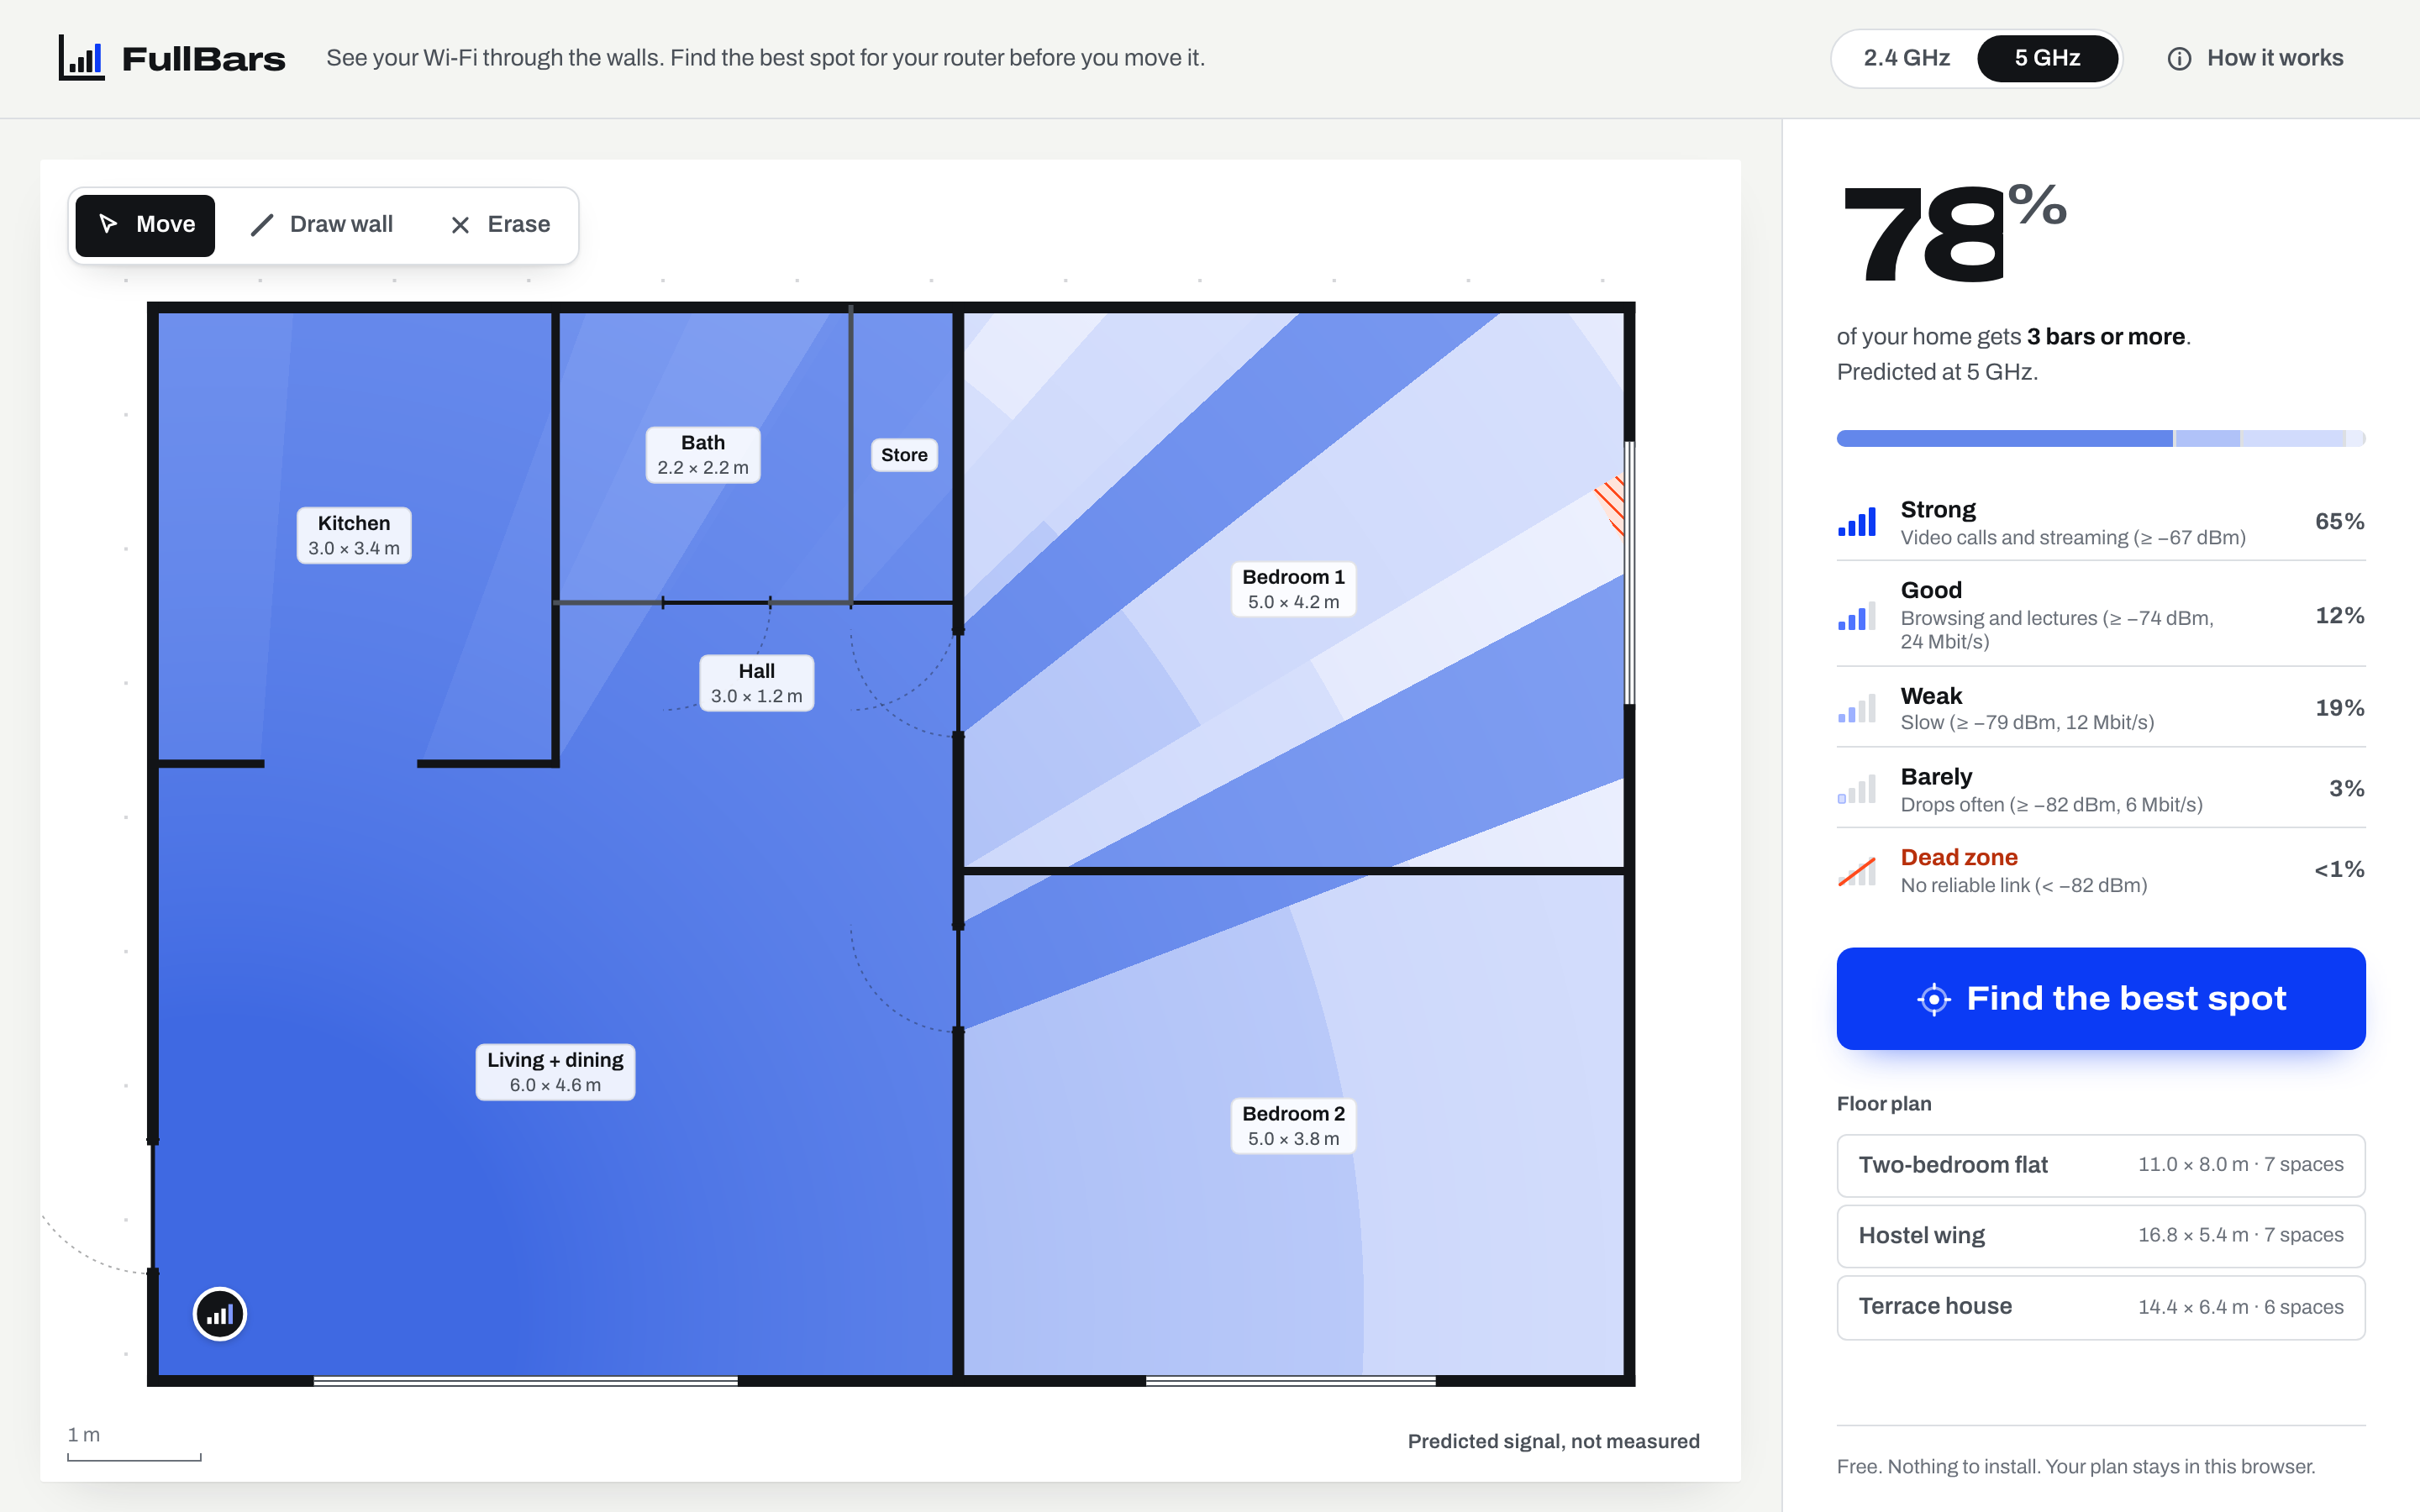 FullBars
See your Wi-Fi through the walls. Find the best spot for your router before you move it.
2.4 GHz
5 GHz
How it works
Move
Draw wall
Erase
Kitchen
3.0 × 3.4 m
Bath
2.2 × 2.2 m
Store
Hall
3.0 × 1.2 m
Bedroom 1
5.0 × 4.2 m
Living + dining
6.0 × 4.6 m
Bedroom 2
5.0 × 3.8 m
1 m
Predicted signal, not measured
78%
of your home gets 3 bars or more.
Predicted at 5 GHz.
Strong
Video calls and streaming (≥ −67 dBm)
65%
Good
Browsing and lectures (≥ −74 dBm,
24 Mbit/s)
12%
Weak
Slow (≥ −79 dBm, 12 Mbit/s)
19%
Barely
Drops often (≥ −82 dBm, 6 Mbit/s)
3%
Dead zone
No reliable link (< −82 dBm)
<1%
Find the best spot
Floor plan
Two-bedroom flat
11.0 × 8.0 m · 7 spaces
Hostel wing
16.8 × 5.4 m · 7 spaces
Terrace house
14.4 × 6.4 m · 6 spaces
Free. Nothing to install. Your plan stays in this browser.